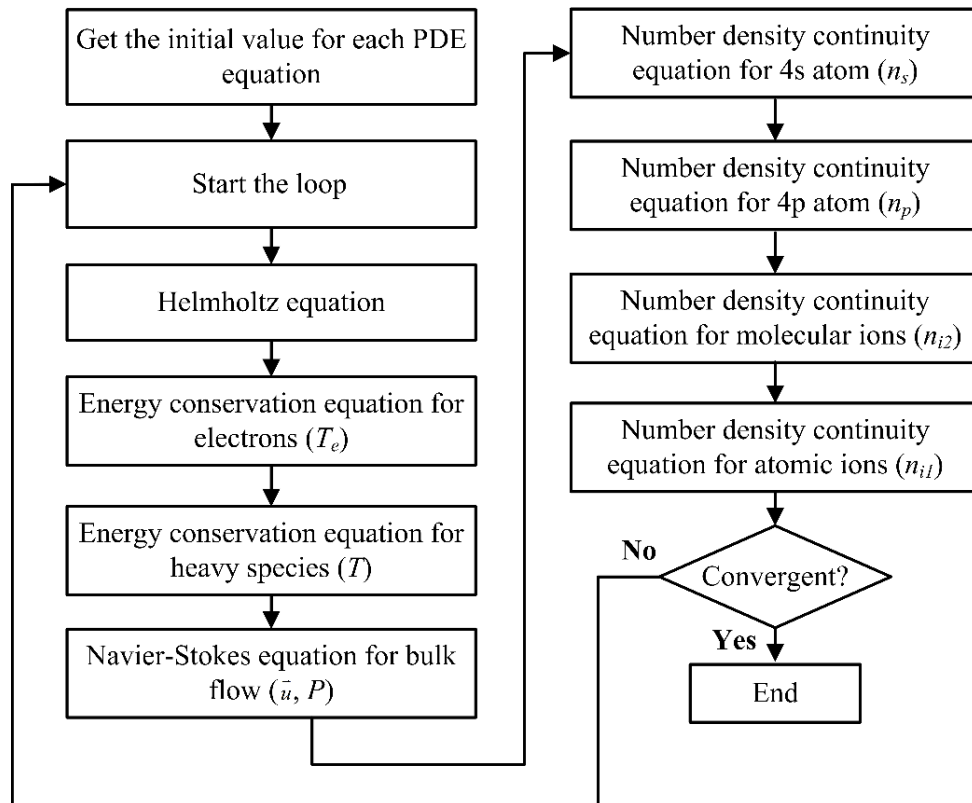 Get the initial value for each PDE
equation
Start the loop
Helmholtz equation
Energy conservation equation for
electrons (Te)
Energy conservation equation for
heavy species (T)
Navier-Stokes equation for bulk
flow (u⃗, P)
Number density continuity
equation for 4s atom (ns)
Number density continuity
equation for 4p atom (np)
Number density continuity
equation for molecular ions (ni2)
Number density continuity
equation for atomic ions (ni1)
Convergent?
No
Yes
End